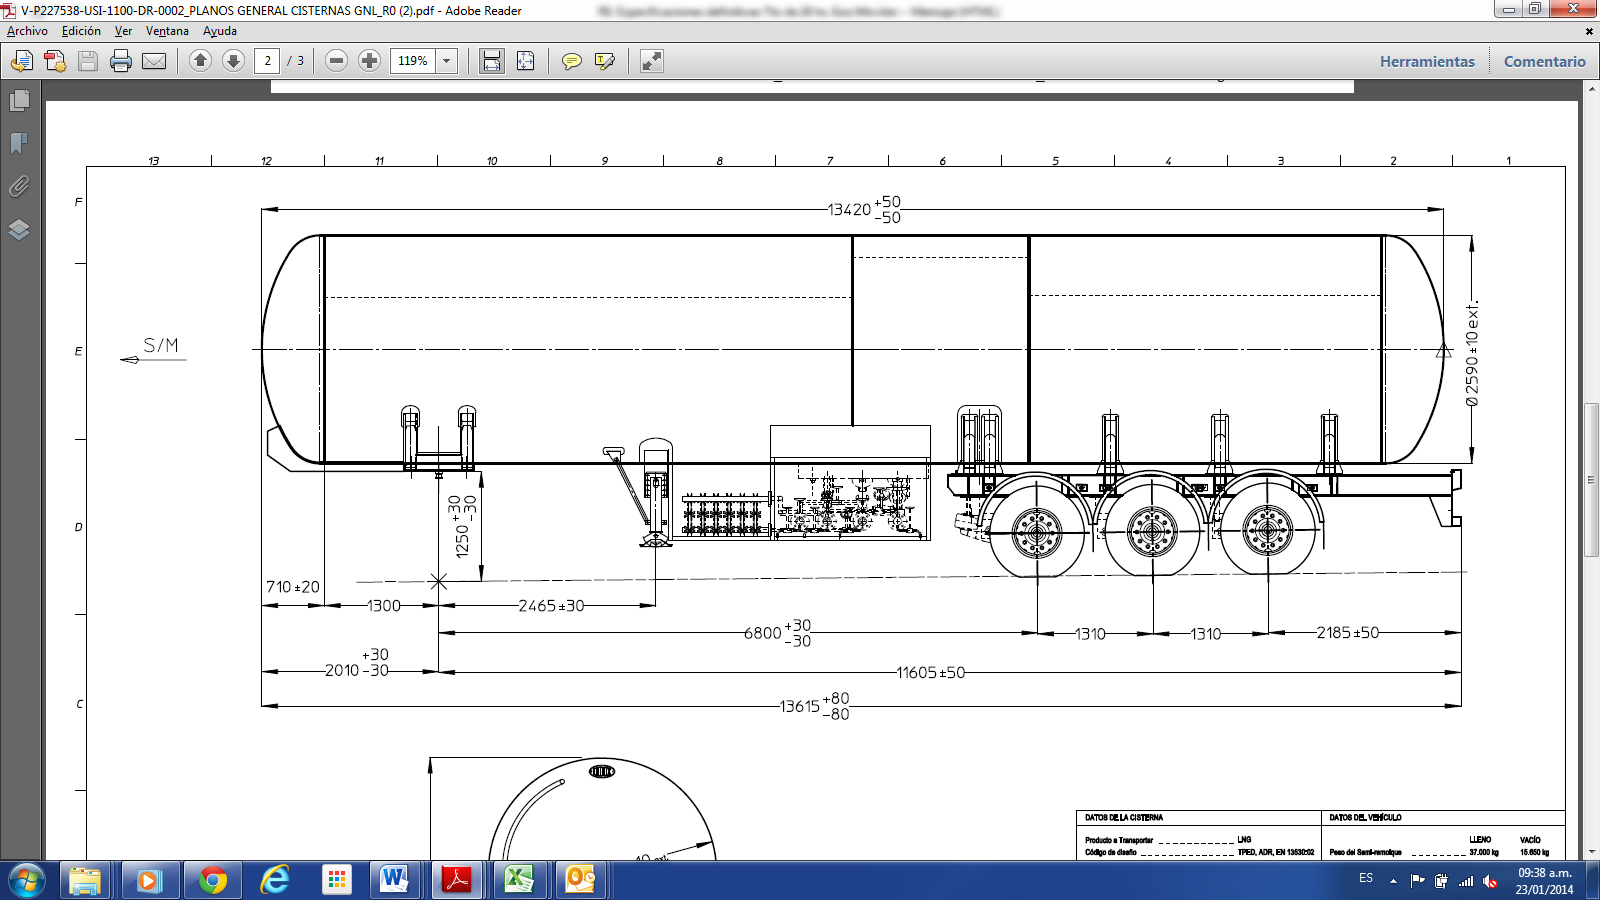 V-P227538-USI-1100-DR-0002_PLANOS GENERAL CISTERNAS GNL_R0 (2).pdf - Adobe Reader
Archivo Edición Ver Ventana Ayuda
2 / 3 119% Herramientas Comentario
13 12 11 10 9 8 7 6 5 4 3 2 1
F
13420 +50 -50
E
S/M
Ø2590±10ext.
D
1250 +30 -30
710±20
1300
2465±30
6800 +30 -30
1310
1310
2185±50
2010 +30 -30
11605±50
C
13615 +80 -80
DATOS DE LA CISTERNA
DATOS DEL VEHÍCULO
LLENO VACÍO
Producto a Transportar LNG
Código de diseño TPED, ADR, EN 13530:02
Peso del Semi-remolque 37.000 kg 15.650 kg
ES
09:38 a.m.
23/01/2014